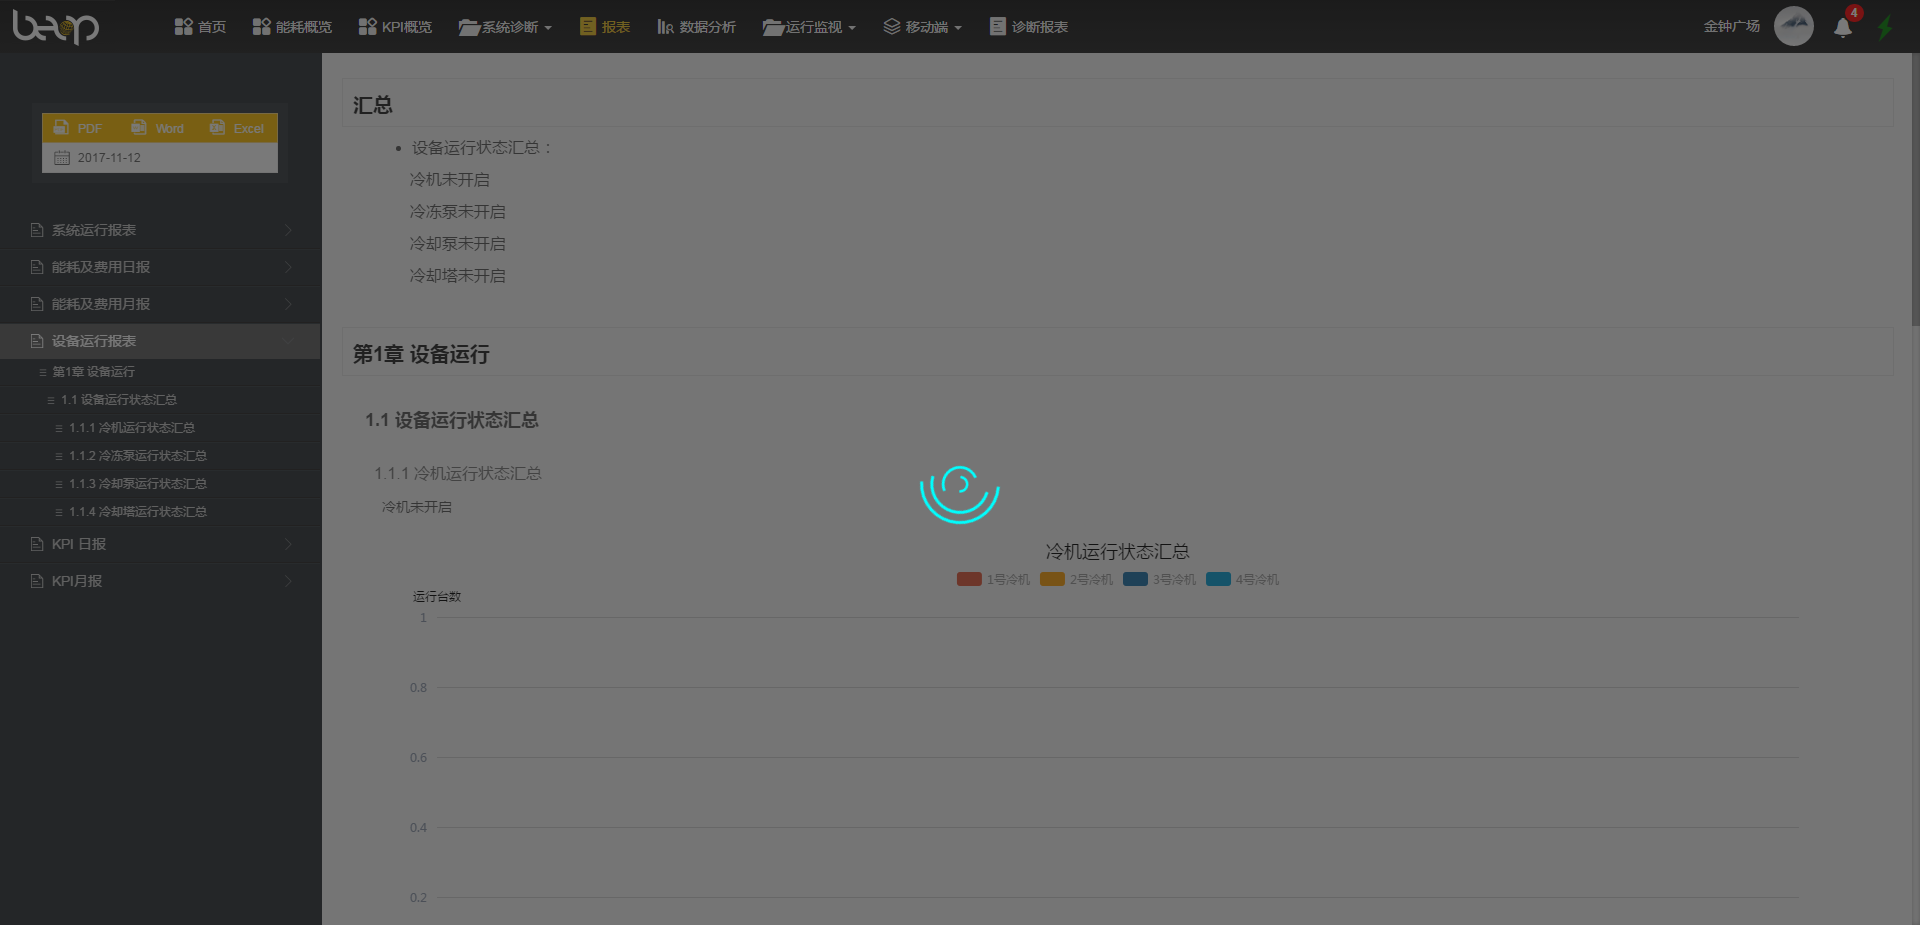 beop
首页 能耗概览 KPI概览 系统诊断 报表 数据分析 运行监视 移动端 诊断报表
金钟广场
4
PDF Word Excel
2017-11-12
系统运行报表
能耗及费用日报
能耗及费用月报
设备运行报表
第1章 设备运行
1.1 设备运行状态汇总
1.1.1 冷机运行状态汇总
1.1.2 冷冻泵运行状态汇总
1.1.3 冷却泵运行状态汇总
1.1.4 冷却塔运行状态汇总
KPI 日报
KPI月报
汇总
• 设备运行状态汇总：
冷机未开启
冷冻泵未开启
冷却泵未开启
冷却塔未开启
第1章 设备运行
1.1 设备运行状态汇总
1.1.1 冷机运行状态汇总
冷机未开启
冷机运行状态汇总
1号冷机 2号冷机 3号冷机 4号冷机
运行台数
1
0.8
0.6
0.4
0.2